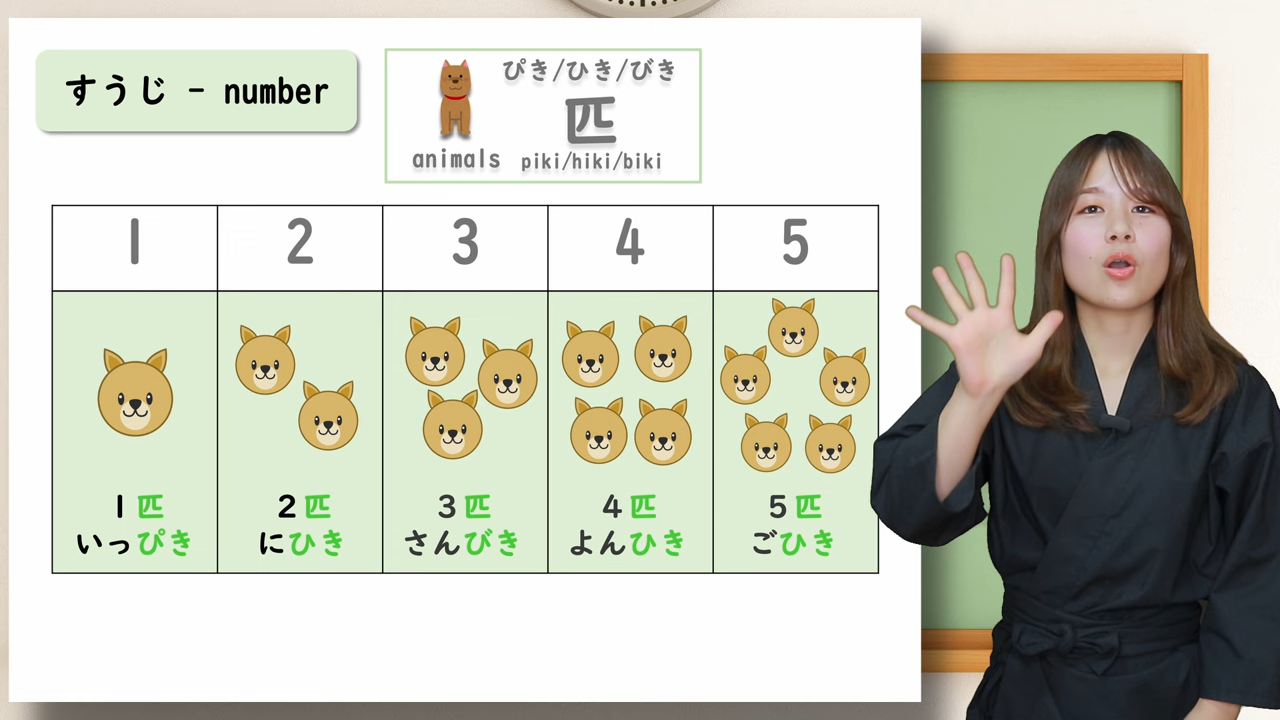 すうじ - number
ぴき/ひき/びき
匹
animals piki/hiki/biki
1 2 3 4 5
1匹 2匹 3匹 4匹 5匹
いっぴき にひき さんびき よんひき ごひき